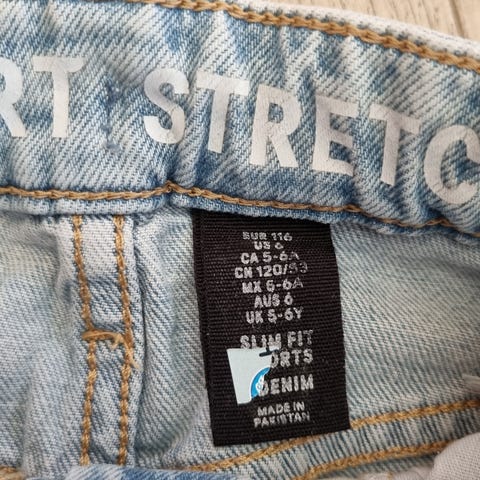 RT STRETC
EUR 116
US 6
CA 5-6A
CN 120/53
MX 5-6A
AUS 6
UK 5-6Y
SLIM FIT
ORTS
DENIM
MADE IN
PAKISTAN